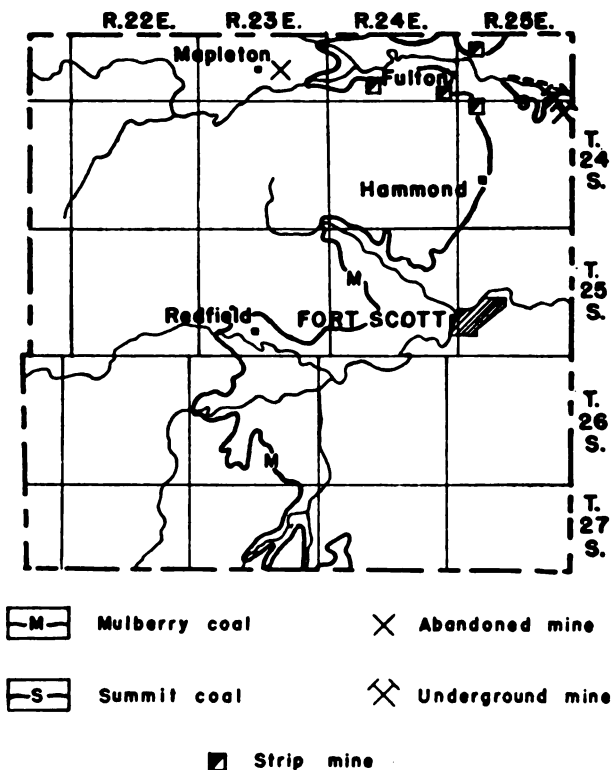 R.22E. R.23E. R.24E. R.25E.
Mapleton
Fulton
S
T.
24
S.
Hammond
T.
25
S.
M
Redfield
FORT SCOTT
T.
26
S.
M
T.
27
S.
M Mulberry coal
Abandoned mine
S Summit coal
Underground mine
Strip mine